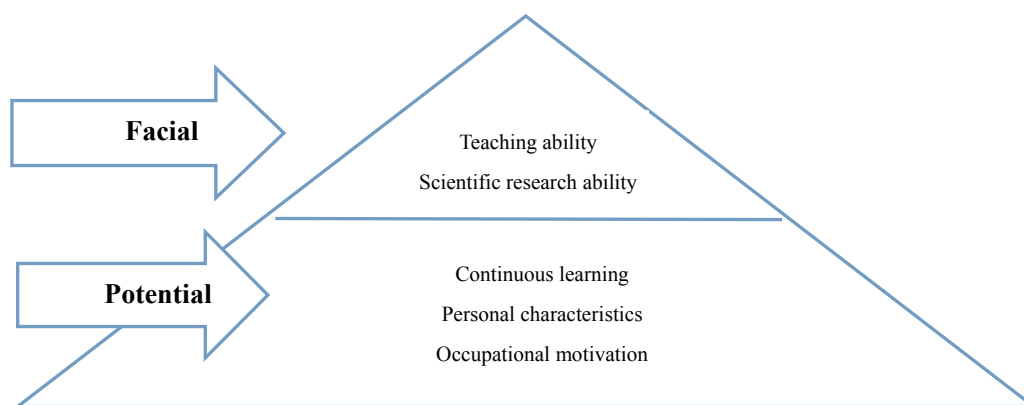 Facial
Teaching ability
Scientific research ability
Continuous learning
Potential
Personal characteristics
Occupational motivation